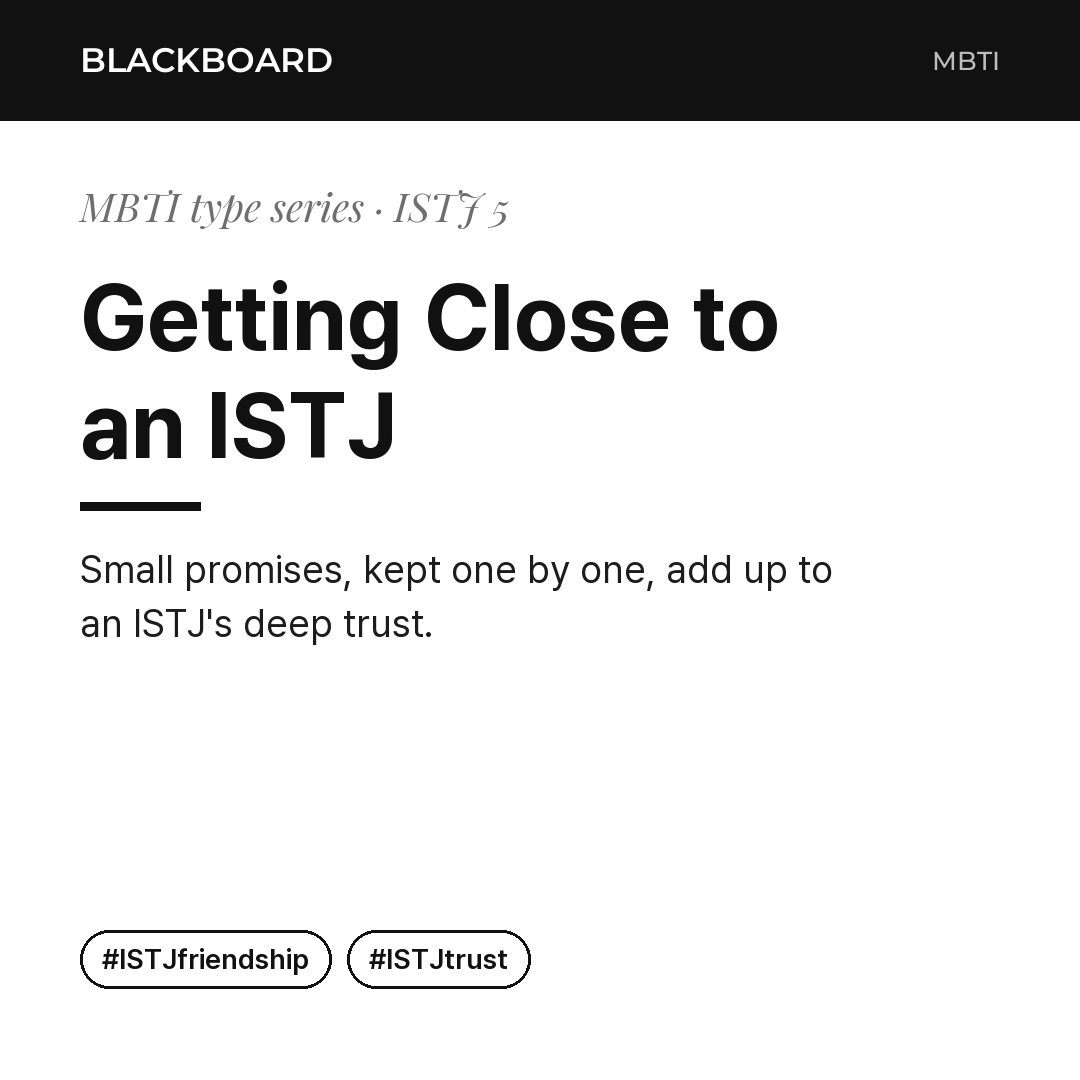 BLACKBOARD
MBTI
MBTI type series · ISTJ 5
Getting Close to
an ISTJ
Small promises, kept one by one, add up to
an ISTJ's deep trust.
#ISTJfriendship
#ISTJtrust